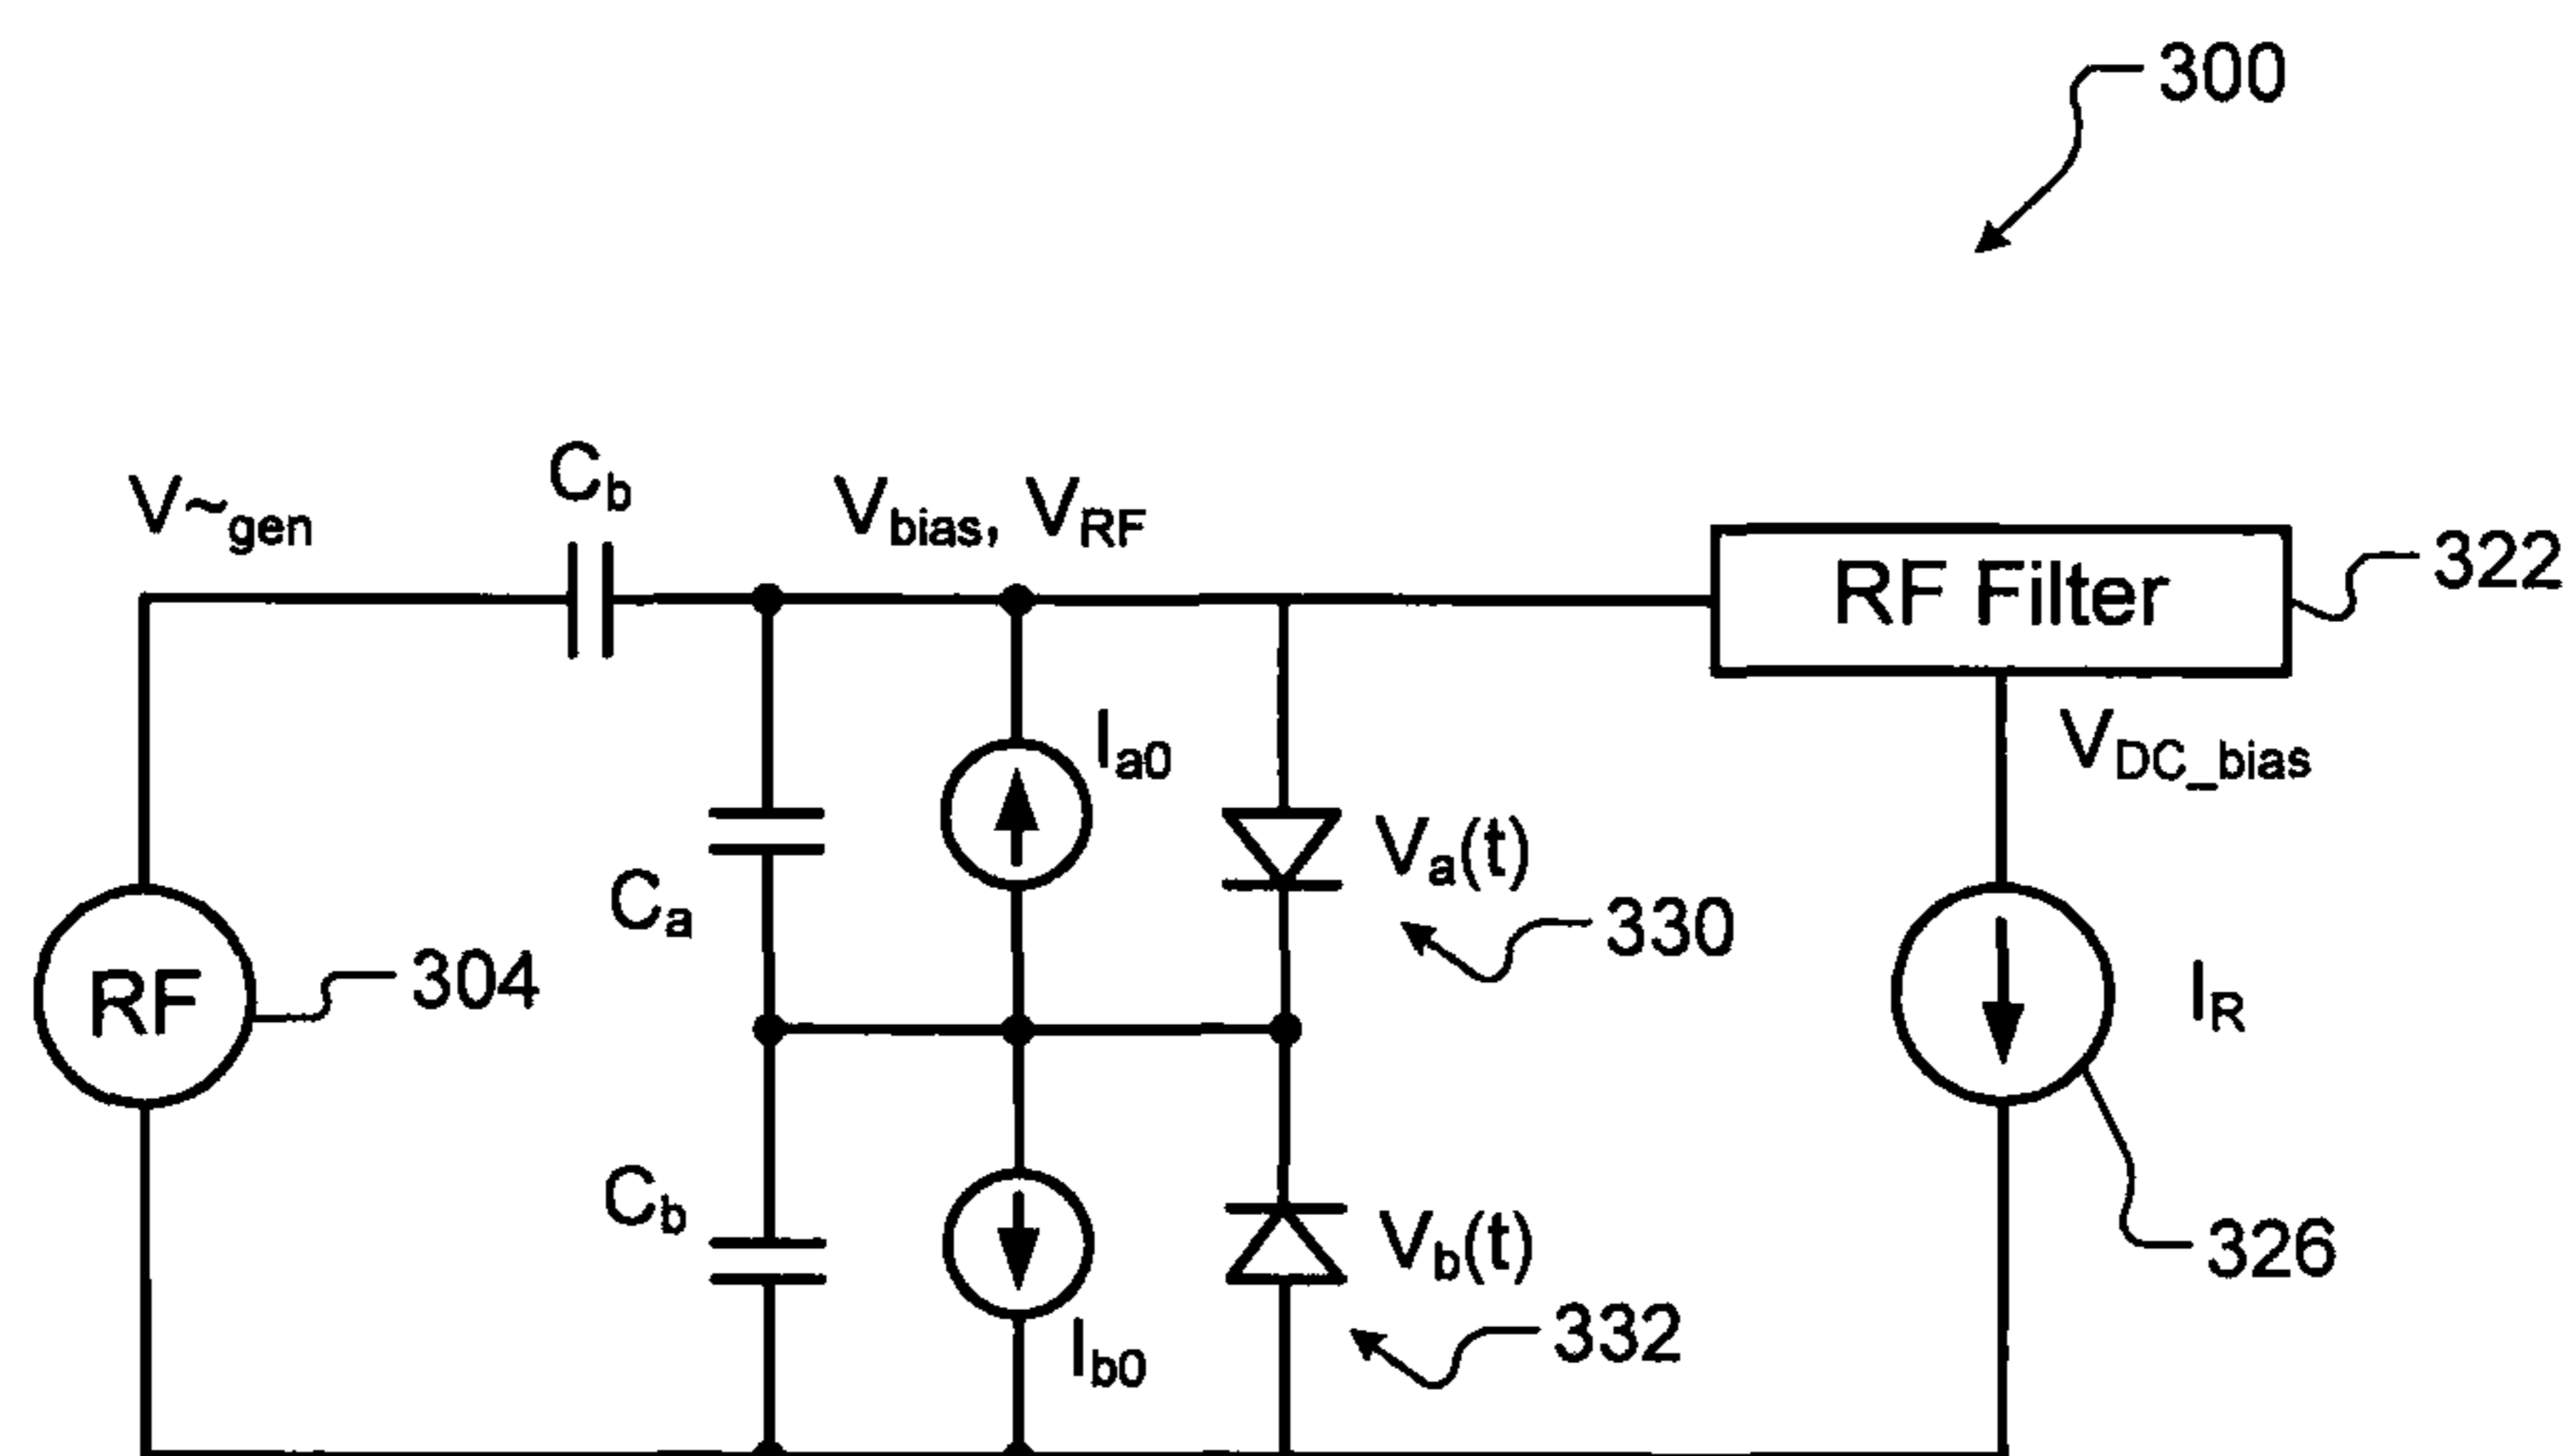 300
V~gen
Cb
Vbias, VRF
RF Filter
322
VDC_bias
Ia0
Va(t)
Ca
330
RF
304
IR
Cb
Vb(t)
326
Ib0
332